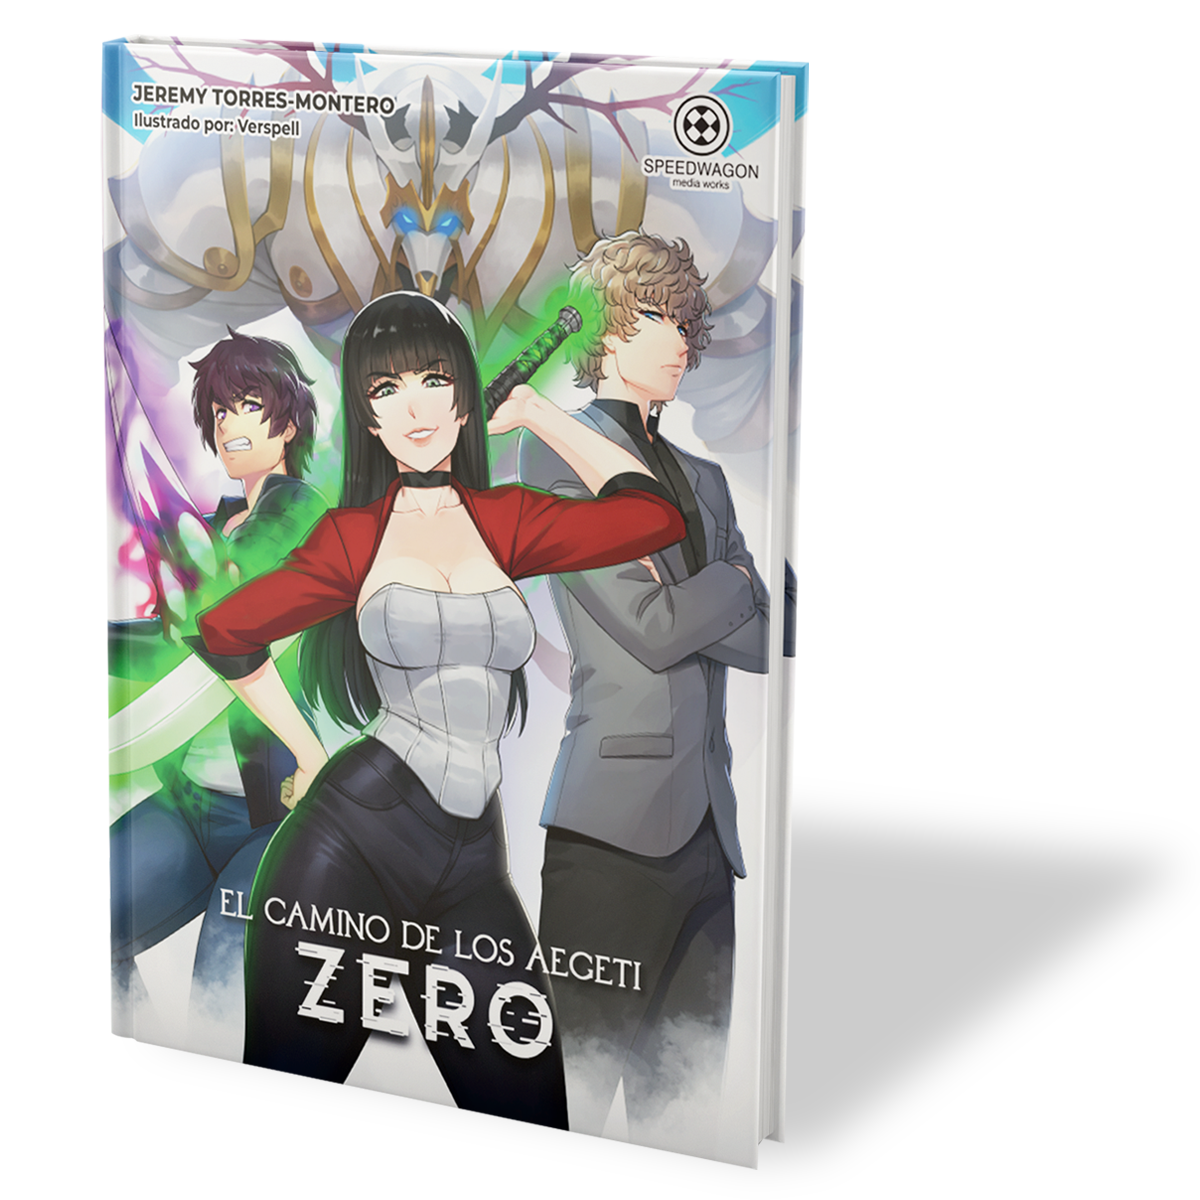 JEREMY TORRES-MONTERO
Ilustrado por: Verspell
SPEEDWAGON
media works
EL CAMINO DE LOS AEGETI
ZERO